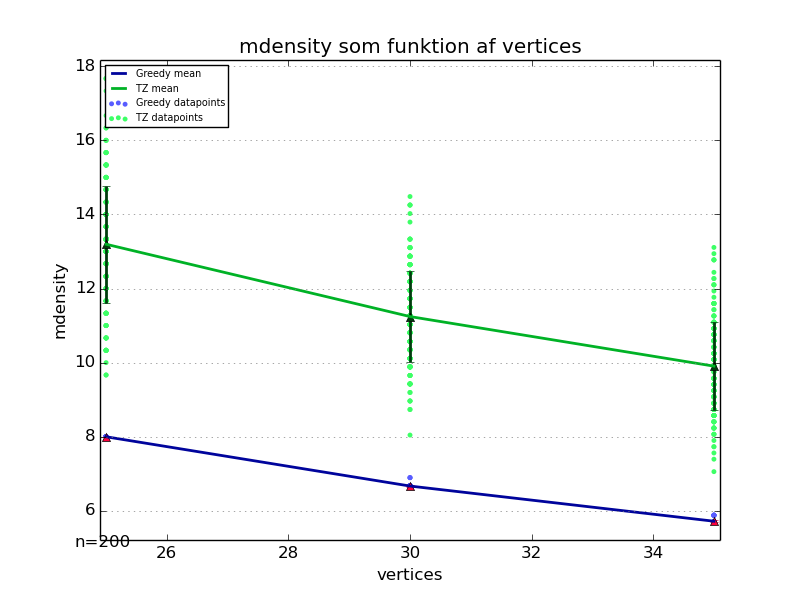 mdensity som funktion af vertices
18
16
14
12
10
8
6
mdensity
Greedy mean
TZ mean
Greedy datapoints
TZ datapoints
n=200
26
28
30
32
34
vertices